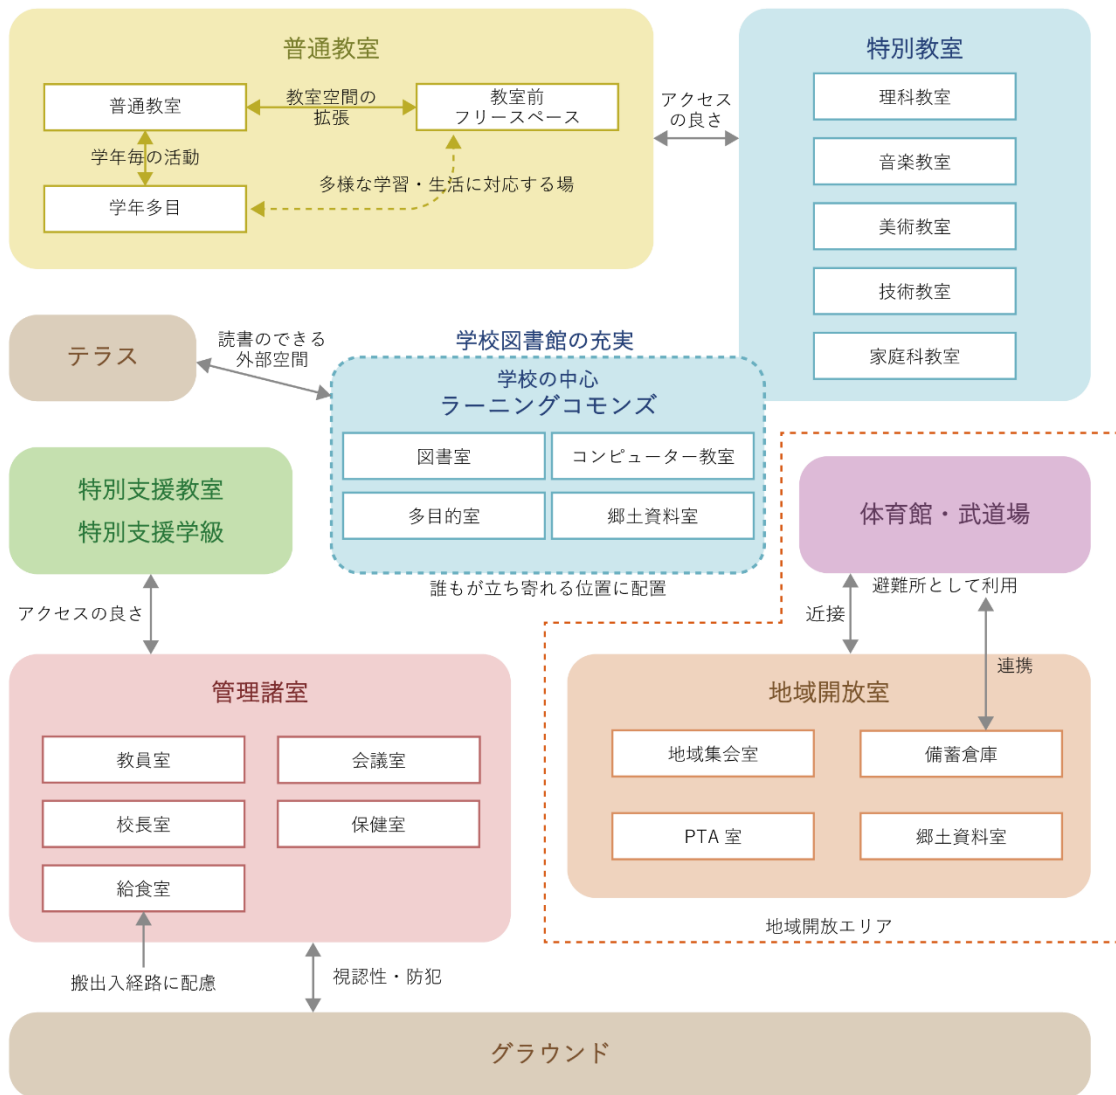 普通教室
普通教室
教室空間の
拡張
教室前
フリースペース
学年毎の活動
多様な学習・生活に対応する場
学年多目
アクセス
の良さ
特別教室
理科教室
音楽教室
美術教室
技術教室
家庭科教室
テラス
読書のできる
外部空間
学校図書館の充実
学校の中心
ラーニングコモンズ
図書室
コンピューター教室
多目的室
郷土資料室
誰もが立ち寄れる位置に配置
特別支援教室
特別支援学級
アクセスの良さ
体育館・武道場
避難所として利用
近接
連携
管理諸室
教員室
会議室
校長室
保健室
給食室
搬出入経路に配慮
視認性・防犯
地域開放室
地域集会室
備蓄倉庫
PTA 室
郷土資料室
地域開放エリア
グラウンド